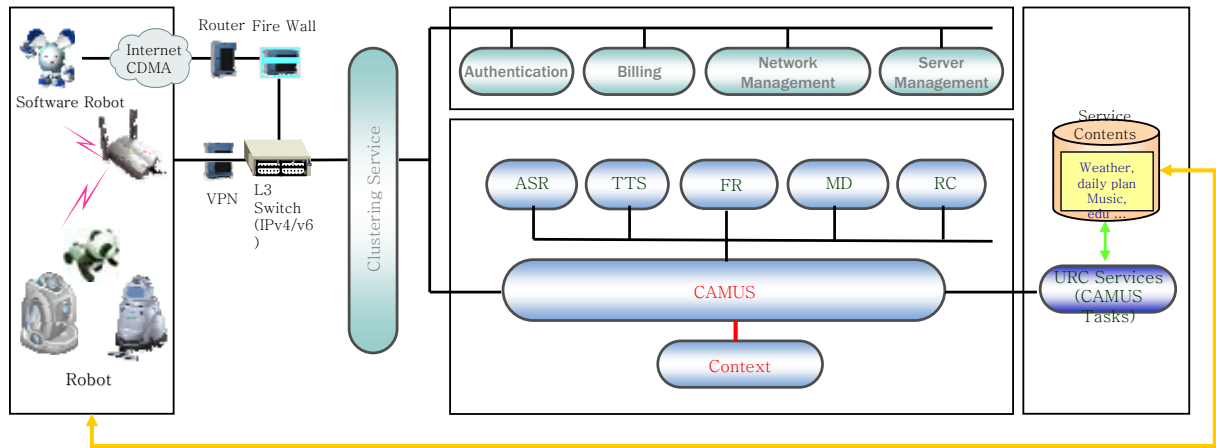 Router Fire Wall
Internet
CDMA
Software Robot
VPN
L3
Switch
(IPv4/v6
)
Robot
Clustering Service
Authentication
Billing
Network
Management
Server
Management
ASR
TTS
FR
MD
RC
CAMUS
Context
Service
Contents
Weather,
daily plan
Music,
edu ...
URC Services
(CAMUS
Tasks)